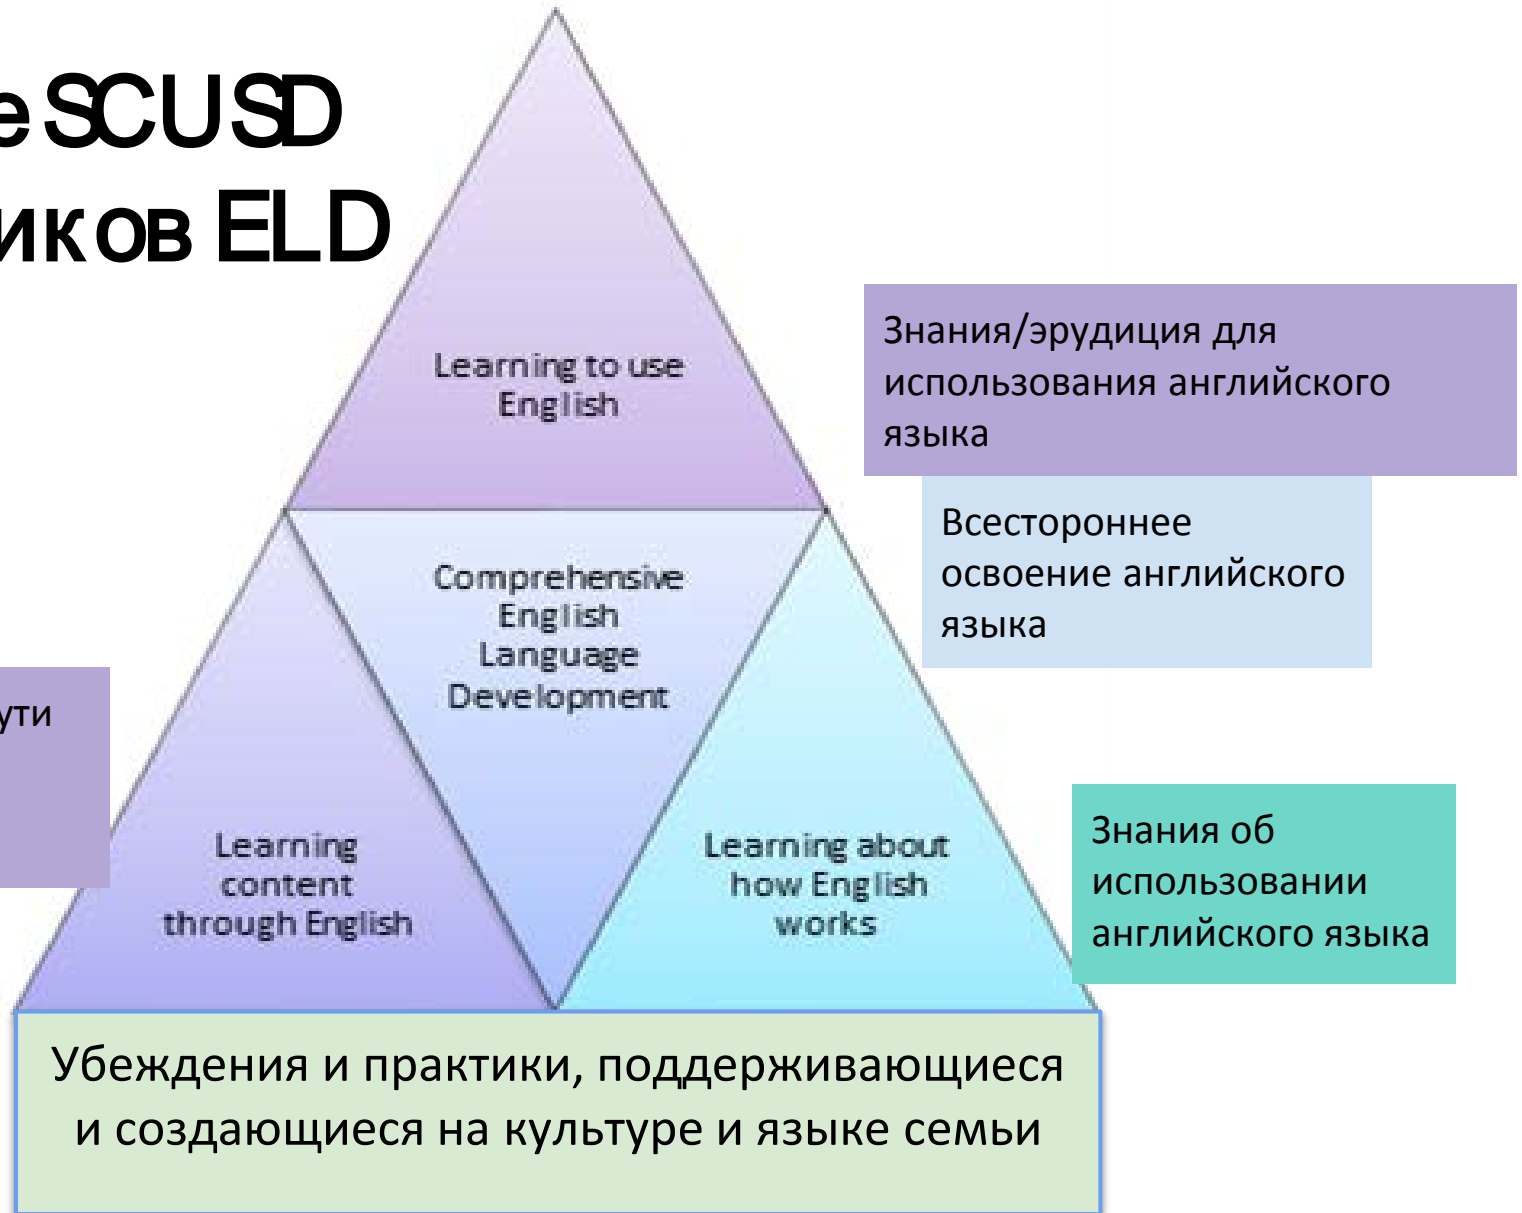 е SCUSD
иков ELD
Learning to use
English
Знания/эрудиция для
использования английского
языка
Всестороннее
освоение английского
языка
Comprehensive
English
Language
Development
ути
Learning
content
through English
Learning about
how English
works
Знания об
использовании
английского языка
Убеждения и практики, поддерживающиеся
и создающиеся на культуре и языке семьи